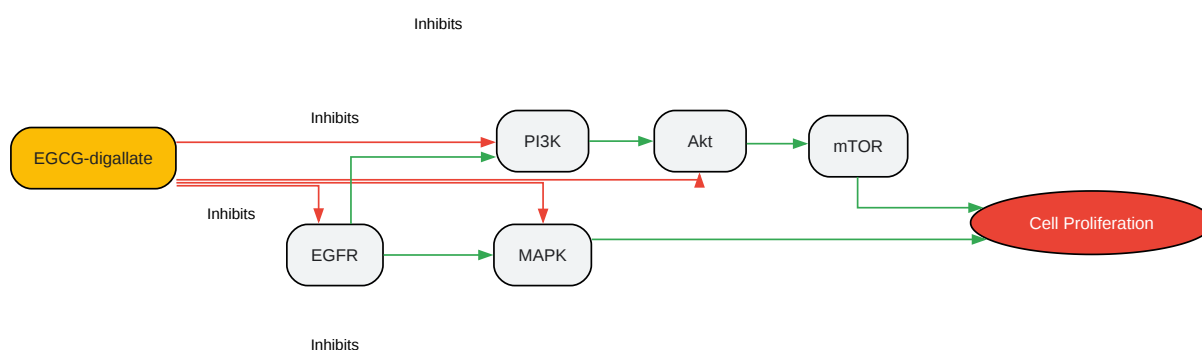 Inhibits
Inhibits
PI3K
Akt
mTOR
EGCG-digallate
Inhibits
Cell Proliferation
EGFR
MAPK
Inhibits